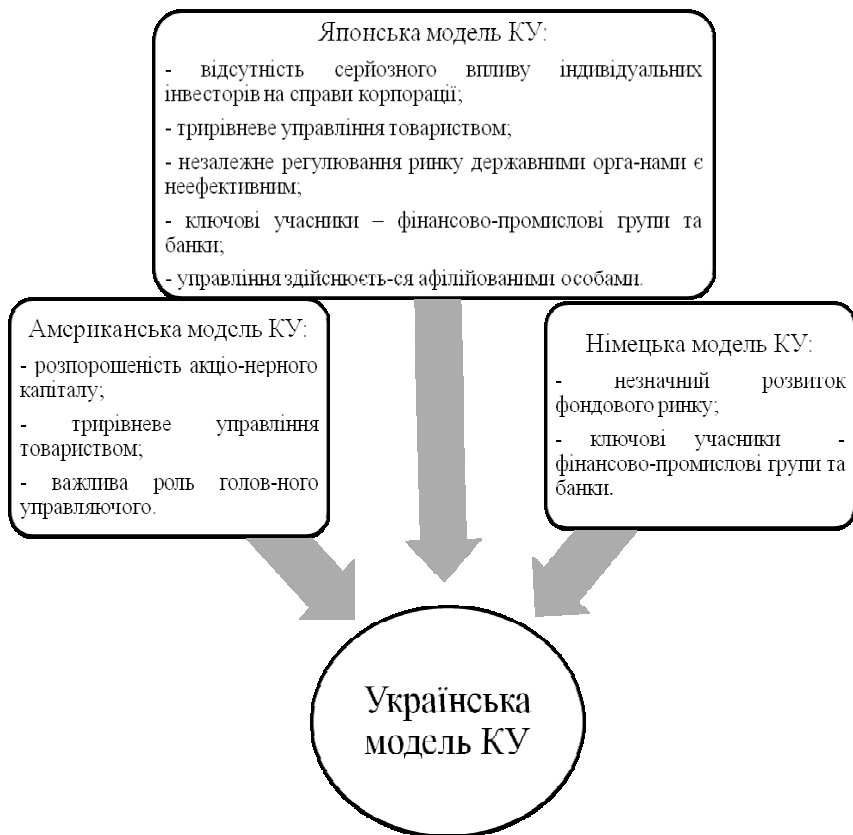 Японська модель КУ:
- відсутність серйозного впливу індивідуальних
інвесторів на справи корпорації;
- трирівневе управління товариством;
- незалежне регулювання ринку державними орга-нами є
неефективним;
- ключові учасники – фінансово-промислові групи та
банки;
- управління здійснюєть-ся афілійованими особами.
Американська модель КУ:
- розпорошеність акціо-нерного
капіталу;
- трирівневе управління
товариством;
- важлива роль голов-ного
управляючого.
Німецька модель КУ:
- незначний розвиток
фондового ринку;
- ключові учасники -
фінансово-промислові групи та
банки.
Українська
модель КУ